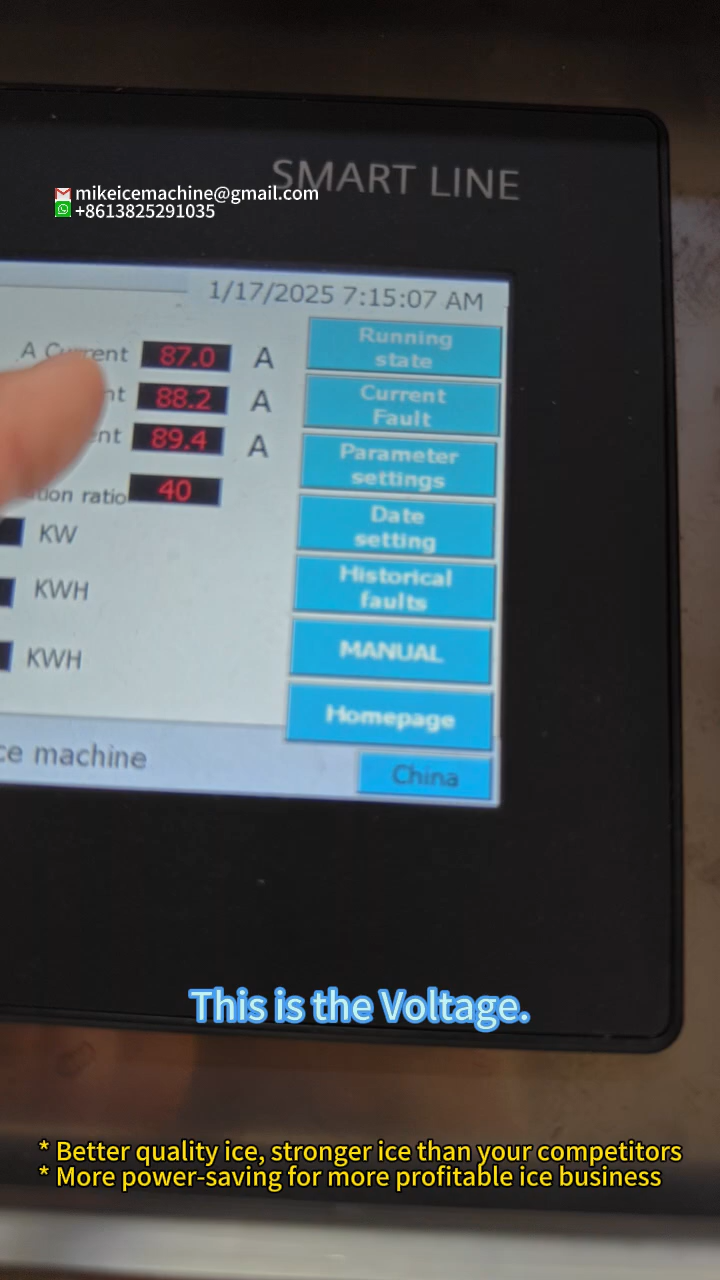 SMART LINE
mikeicemachine@gmail.com
+8613825291035
1/17/2025 7:15:07 AM
A Current 87.0 A
88.2 A
89.4 A
ratio 40
KW
KWH
KWH
Running
state
Current
Fault
Parameter
settings
Date
setting
Historical
faults
MANUAL
Homepage
machine
China
This is the Voltage.
* Better quality ice, stronger ice than your competitors
* More power-saving for more profitable ice business